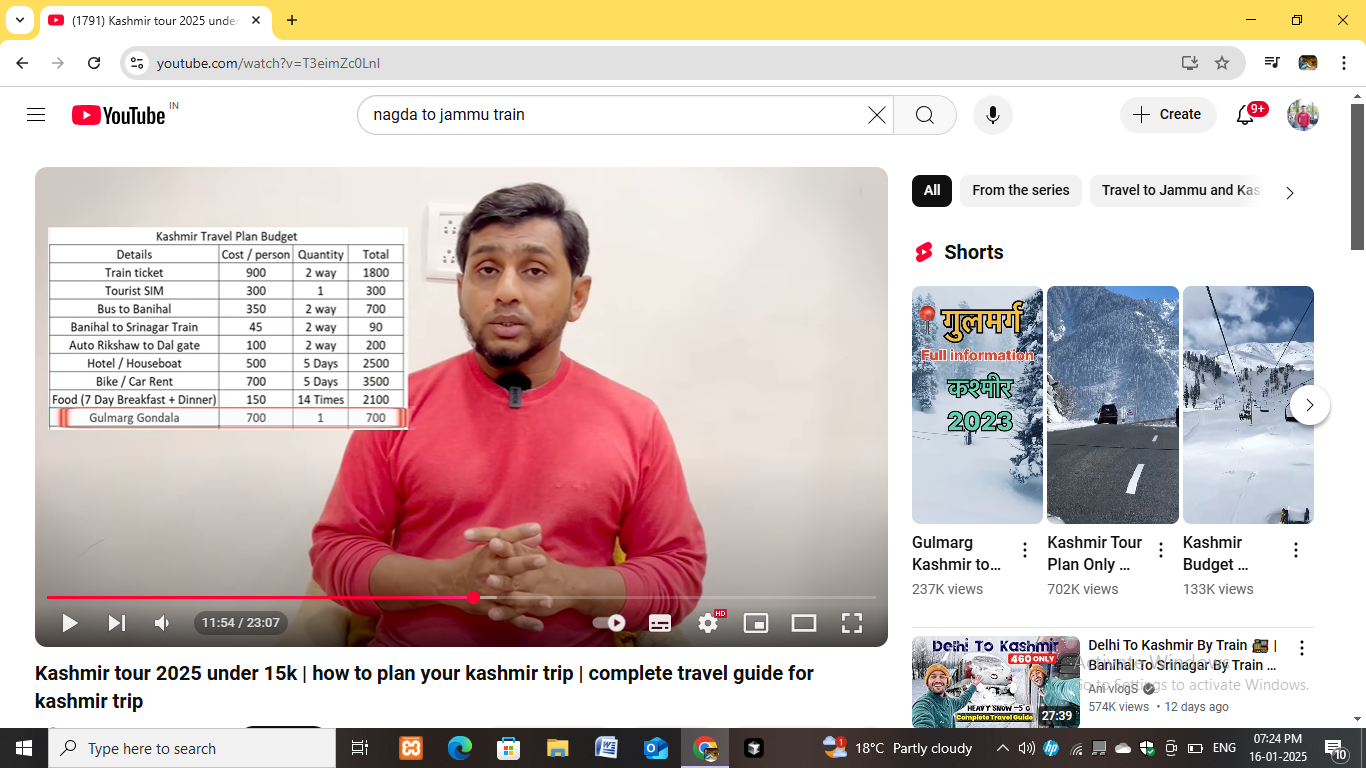 (1791) Kashmir tour 2025 unde
youtube.com/watch?v=T3eimZc0LnI
YouTube IN
nagda to jammu train
Create
9+
Kashmir Travel Plan Budget
Details Cost / person Quantity Total
Train ticket 900 2 way 1800
Tourist SIM 300 1 300
Bus to Banihal 350 2 way 700
Banihal to Srinagar Train 45 2 way 90
Auto Rikshaw to Dal gate 100 2 way 200
Hotel / Houseboat 500 5 Days 2500
Bike / Car Rent 700 5 Days 3500
Food (7 Day Breakfast + Dinner) 150 14 Times 2100
Gulmarg Gondala 700 1 700
11:54 / 23:07
HD
Kashmir tour 2025 under 15k | how to plan your kashmir trip | complete travel guide for
kashmir trip
All From the series Travel to Jammu and Kas
Shorts
गुलमर्ग
Full information
कश्मीर
2023
Gulmarg
Kashmir to...
237K views
Kashmir Tour
Plan Only ...
702K views
Kashmir
Budget ...
133K views
Delhi To Kashmir
460 ONLY
HEAVY SNOW -5°C
Complete Travel Guide
27:39
Delhi To Kashmir By Train 🚂 |
Banihal To Srinagar By Train ...
Ani vlogS
574K views • 12 days ago
Activate Windows
Go to Settings to activate Windows.
Type here to search
1
18°C Partly cloudy
ENG
07:24 PM
16-01-2025
10